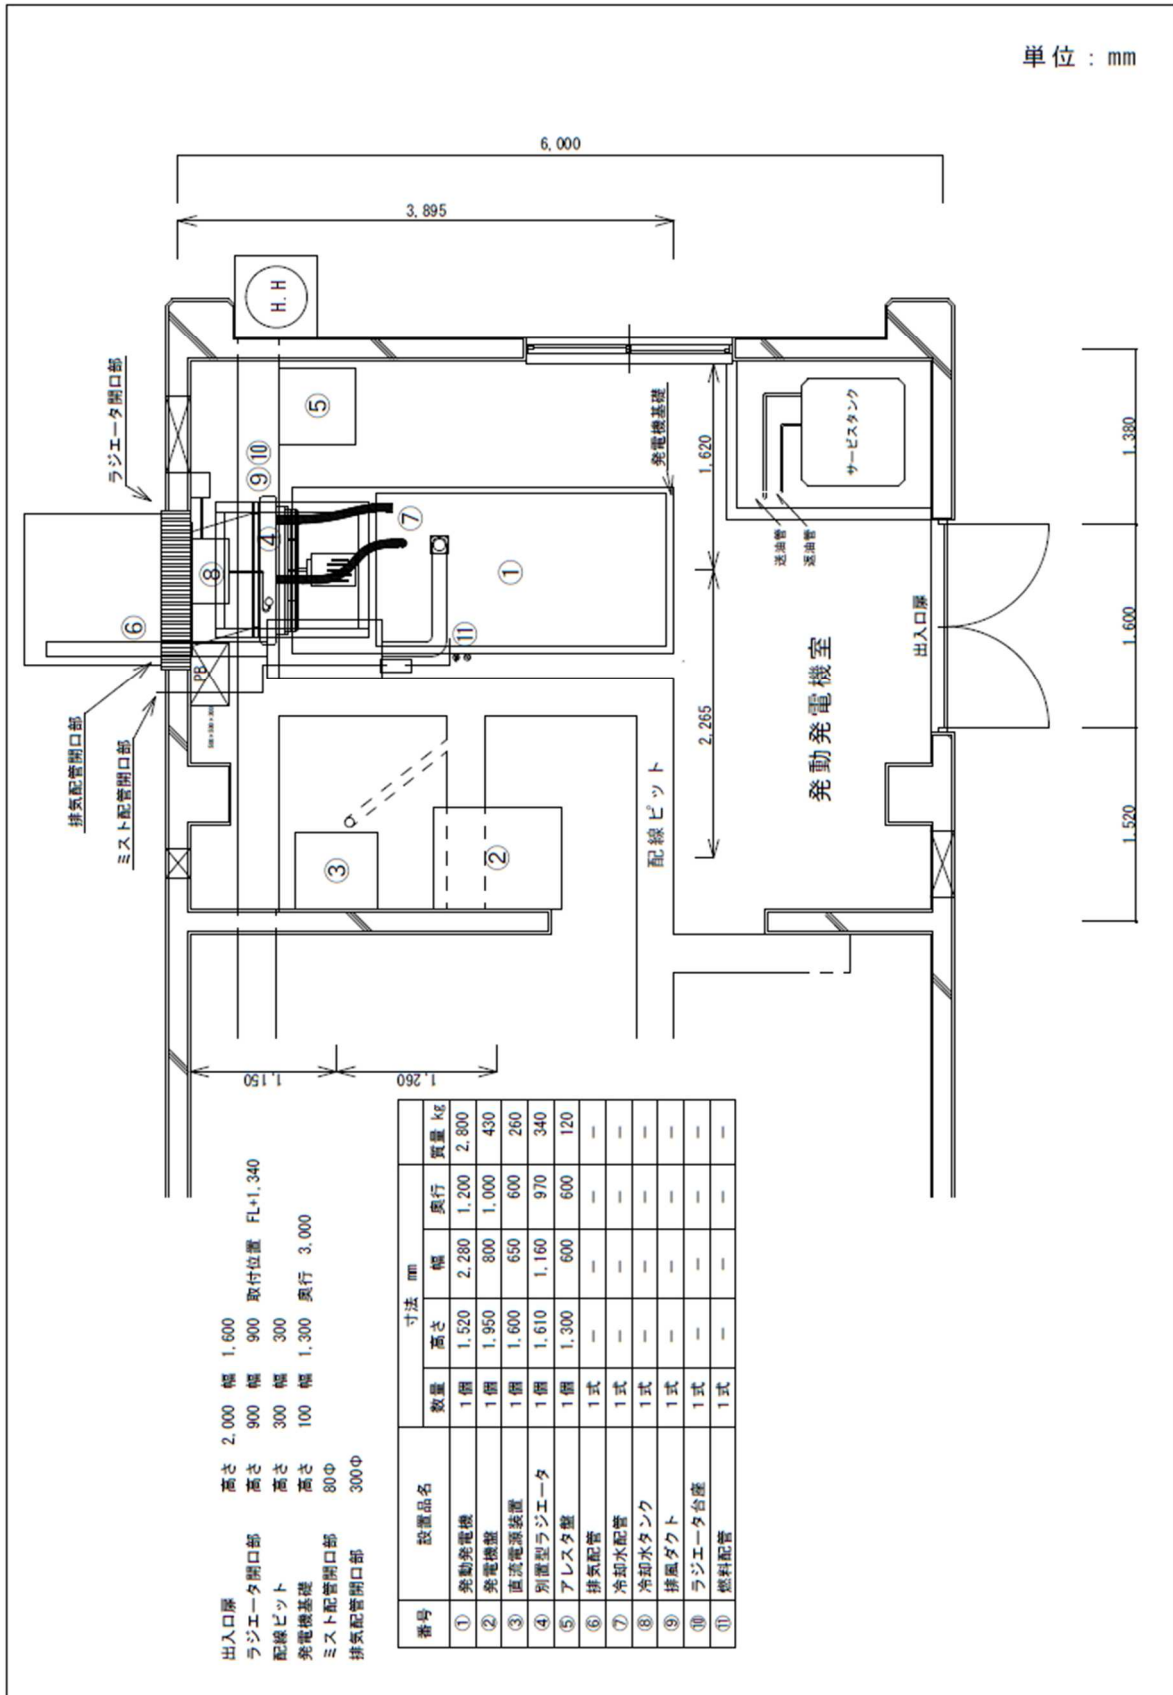 単位：mm
6,000
3,895
H.H
ラジエータ開口部
⑤
⑨⑩
発電機基礎
1,620
サービスタンク
1,380
④
⑦
⑧
①
送油管
返油管
⑥
⑪
PB
出入口扉
1,600
発動発電機室
2,265
排気配管開口部
ミスト配管開口部
配線ピット
③
②
1,520
1,150
1,260
出入口扉 高さ 2,000 幅 1,600
ラジエータ開口部 高さ 900 幅 900 取付位置 FL+1,340
配線ピット 高さ 300 幅 300
発電機基礎 高さ 100 幅 1,300 奥行 3,000
ミスト配管開口部 80Φ
排気配管開口部 300Φ
番号 設置品名 数量 寸法 mm 質量 kg
高さ 幅 奥行
① 発動発電機 1個 1,520 2,280 1,200 2,800
② 発電機盤 1個 1,950 800 1,000 430
③ 直流電源装置 1個 1,600 650 600 260
④ 別置型ラジエータ 1個 1,610 1,160 970 340
⑤ アレスタ盤 1個 1,300 600 600 120
⑥ 排気配管 1式 － － － －
⑦ 冷却水配管 1式 － － － －
⑧ 冷却水タンク 1式 － － － －
⑨ 排風ダクト 1式 － － － －
⑩ ラジエータ台座 1式 － － － －
⑪ 燃料配管 1式 － － － －